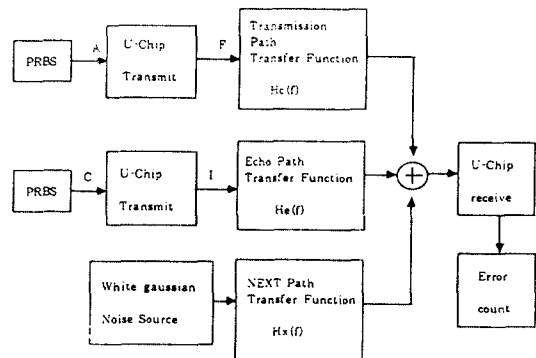 PRBS
A
U-Chip
Transmit
F
Transmission
Path
Transfer Function
Hc(f)
PRBS
C
U-Chip
Transmit
I
Echo Path
Transfer Function
He(f)
+
U-Chip
receive
White gaussian
Noise Source
NEXT Path
Transfer Function
Hx(f)
Error
count